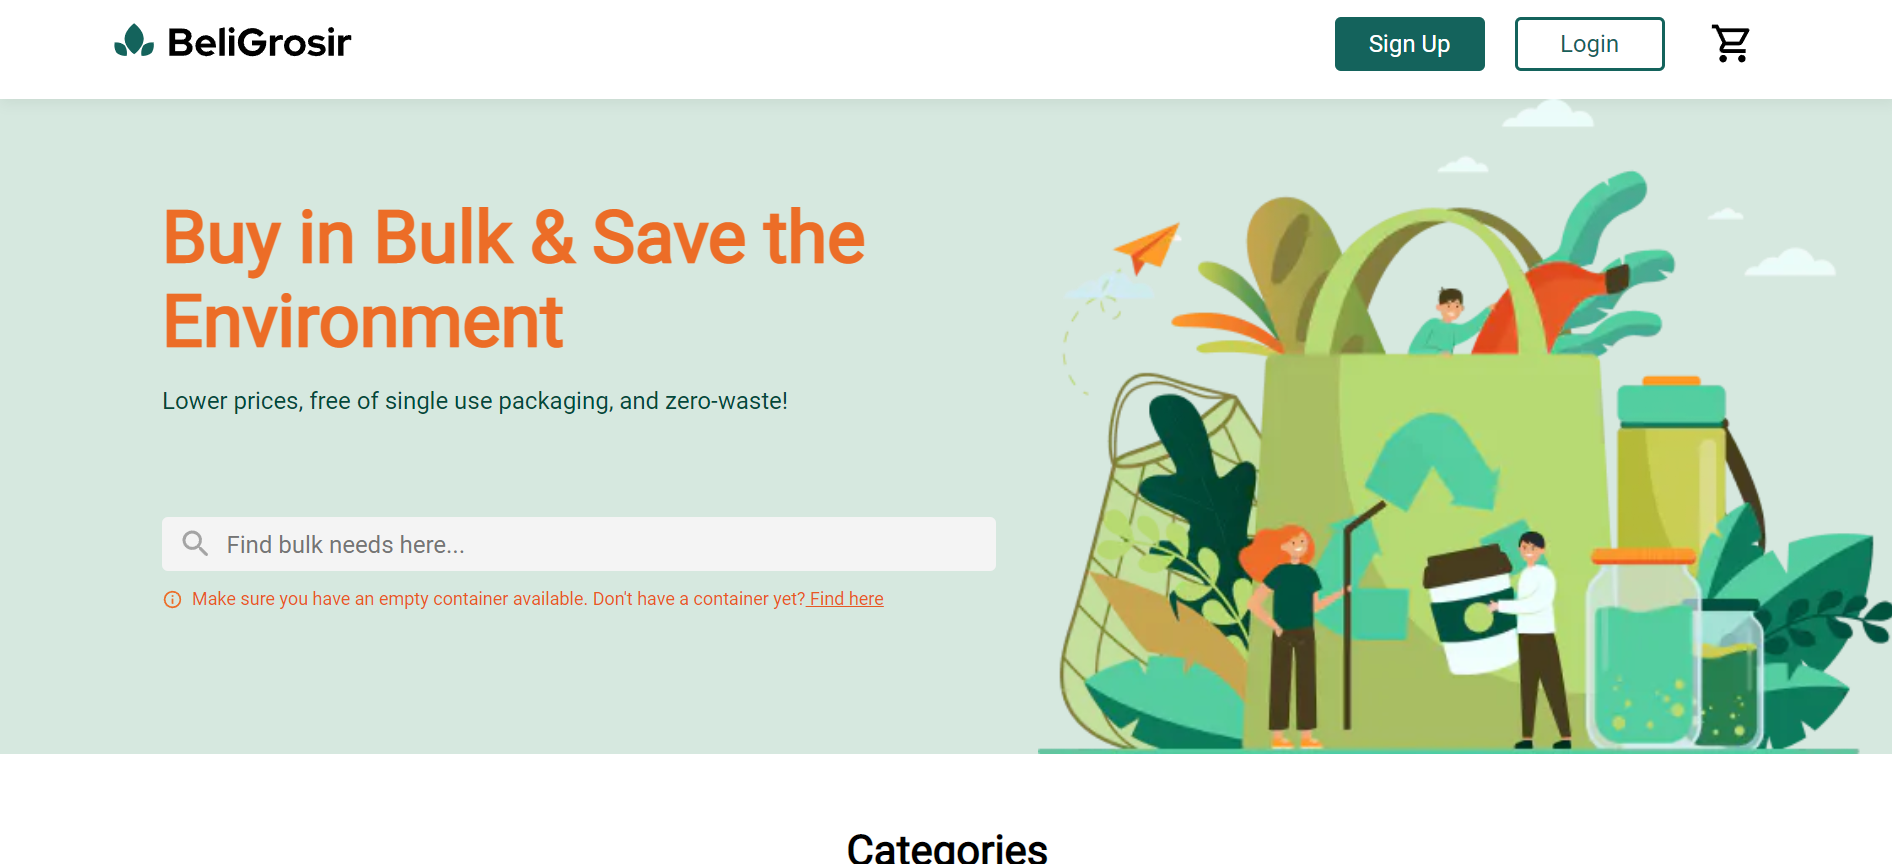 BeliGrosir
Sign Up
Login
Buy in Bulk & Save the
Environment
Lower prices, free of single use packaging, and zero-waste!
Find bulk needs here...
Make sure you have an empty container available. Don't have a container yet? Find here
Categories